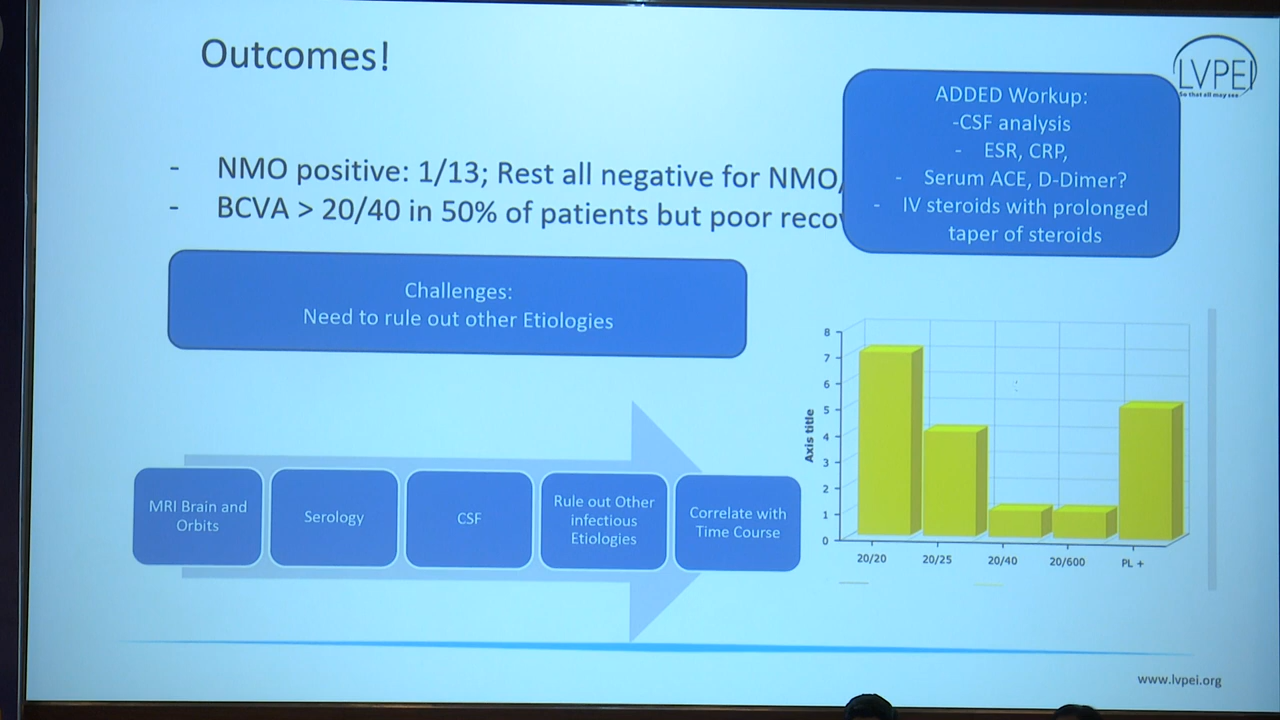 Outcomes!
LVPEI
So that all may see
ADDED Workup:
-CSF analysis
- ESR, CRP,
- Serum ACE, D-Dimer?
- IV steroids with prolonged
taper of steroids
- NMO positive: 1/13; Rest all negative for NMO,
- BCVA > 20/40 in 50% of patients but poor
Challenges:
Need to rule out other Etiologies
MRI Brain and
Orbits
Serology
CSF
Rule out Other
infectious
Etiologies
Correlate with
Time Course
Axis title
8
7
6
5
4
3
2
1
0
20/20 20/25 20/40 20/600 PL +
www.lvpei.org